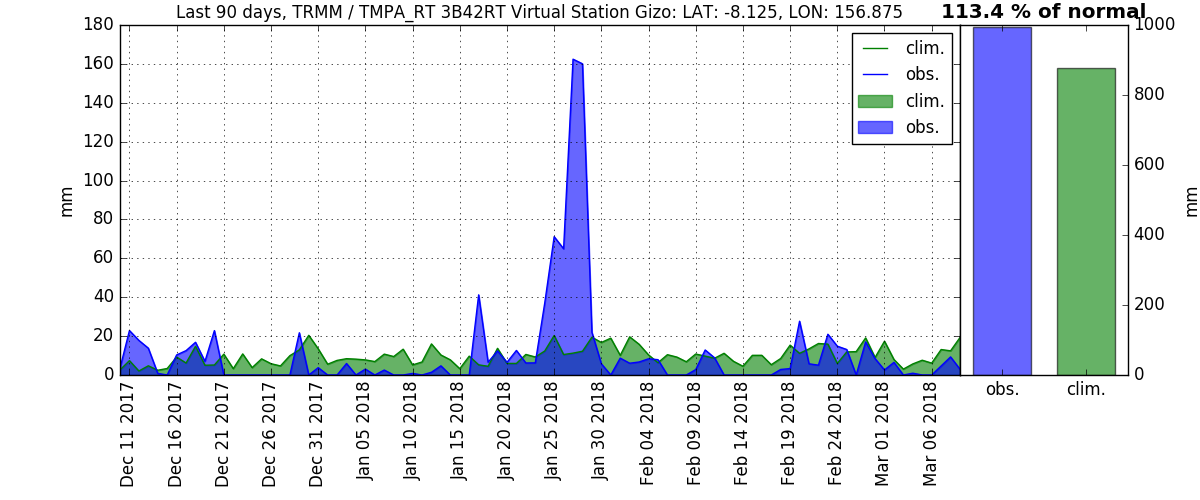 Last 90 days, TRMM / TMPA_RT 3B42RT Virtual Station Gizo: LAT: -8.125, LON: 156.875
113.4 % of normal
180
160
140
120
100
80
60
40
20
0
mm
clim.
obs.
clim.
obs.
1000
800
600
400
200
0
mm
obs.
clim.
Dec 11 2017
Dec 16 2017
Dec 21 2017
Dec 26 2017
Dec 31 2017
Jan 05 2018
Jan 10 2018
Jan 15 2018
Jan 20 2018
Jan 25 2018
Jan 30 2018
Feb 04 2018
Feb 09 2018
Feb 14 2018
Feb 19 2018
Feb 24 2018
Mar 01 2018
Mar 06 2018